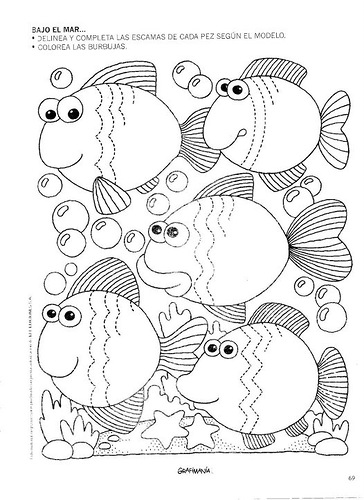 BAJO EL MAR...
• DELINEA Y COMPLETA LAS ESCAMAS DE CADA PEZ SEGÚN EL MODELO.
• COLOREA LAS BURBUJAS.
GRAFIMANÍA.
69